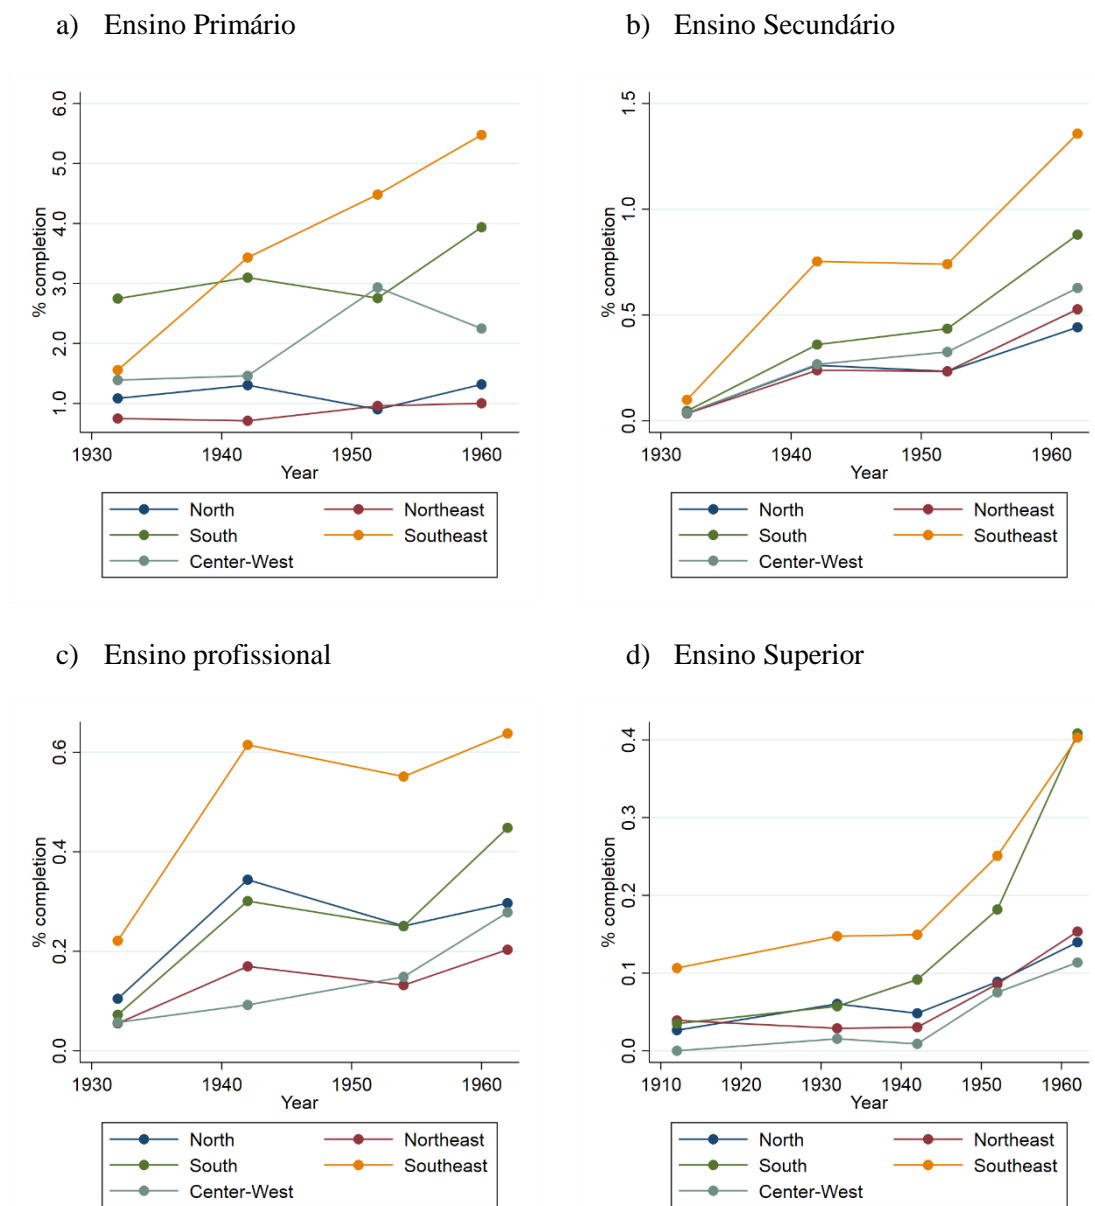 a) Ensino Primário
b) Ensino Secundário
% completion
1.0 2.0 3.0 4.0 5.0 6.0
1930 1940 1950 1960
Year
North Northeast
South Southeast
Center-West
% completion
0.0 0.5 1.0 1.5
1930 1940 1950 1960
Year
North Northeast
South Southeast
Center-West
c) Ensino profissional
d) Ensino Superior
% completion
0.0 0.2 0.4 0.6
1930 1940 1950 1960
Year
North Northeast
South Southeast
Center-West
% completion
0.0 0.1 0.2 0.3 0.4
1910 1920 1930 1940 1950 1960
Year
North Northeast
South Southeast
Center-West